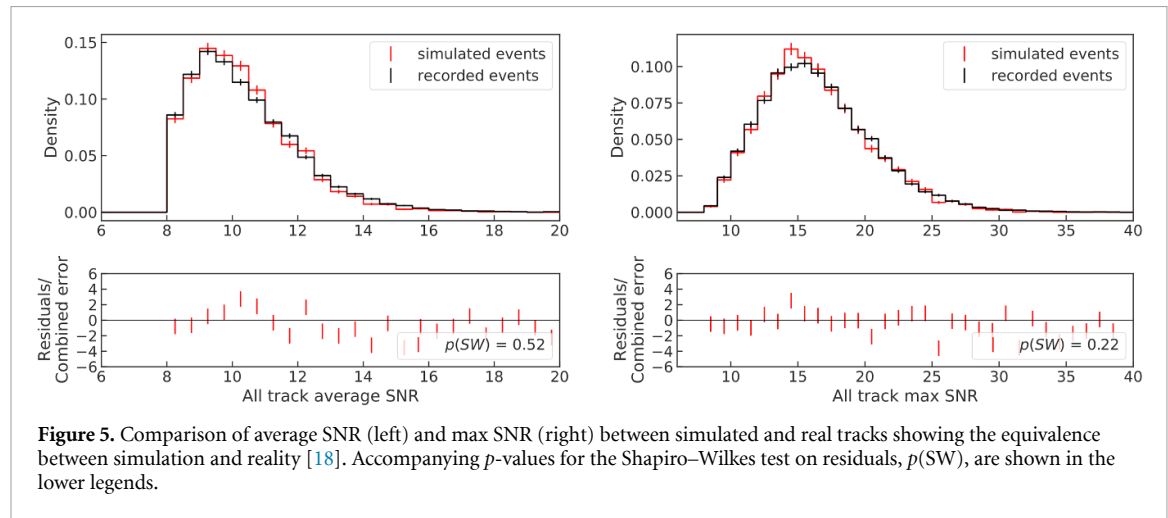 0.15
0.10
0.05
0.00
Density
simulated events
recorded events
6 8 10 12 14 16 18 20
0.100
0.075
0.050
0.025
0.000
Density
simulated events
recorded events
10 15 20 25 30 35 40
6
4
2
0
−2
−4
−6
Residuals/
Combined error
p(SW) = 0.52
6 8 10 12 14 16 18 20
All track average SNR
6
4
2
0
−2
−4
−6
Residuals/
Combined error
p(SW) = 0.22
10 15 20 25 30 35 40
All track max SNR
Figure 5. Comparison of average SNR (left) and max SNR (right) between simulated and real tracks showing the equivalence
between simulation and reality [18]. Accompanying p-values for the Shapiro–Wilkes test on residuals, p(SW), are shown in the
lower legends.